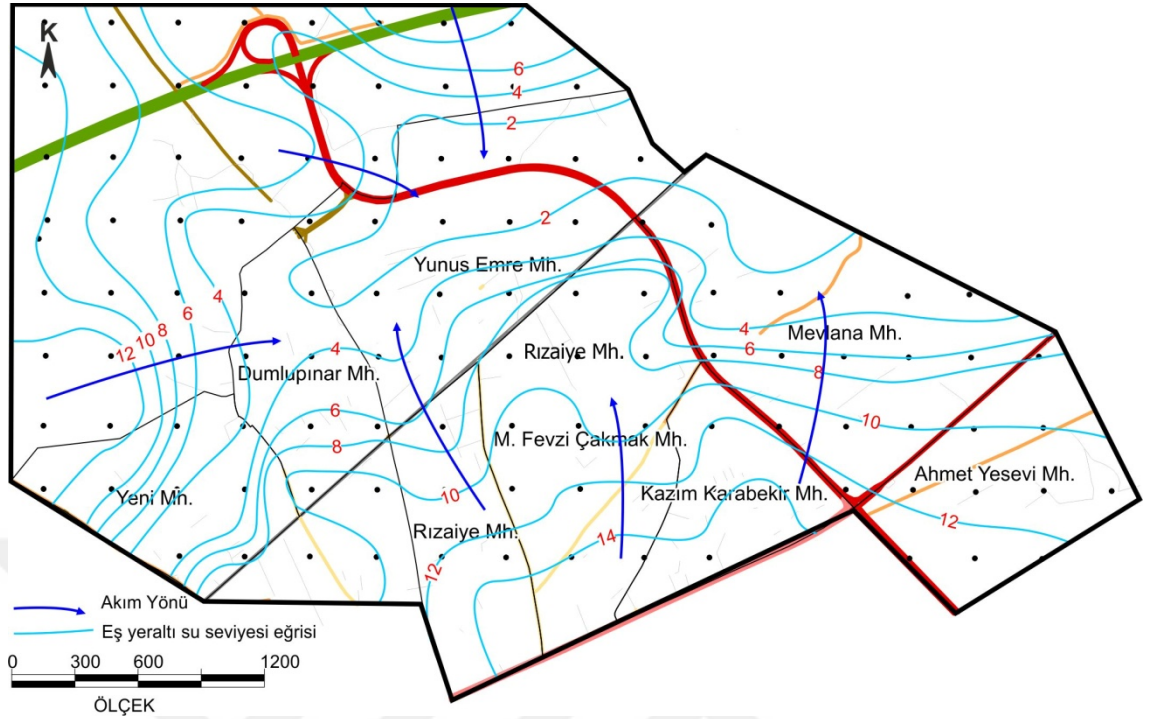 K
6
4
2
2
Yunus Emre Mh.
4
6
8
10
12
4
Mevlana Mh.
6
8
Rızaiye Mh.
4
Dumlupınar Mh.
6
8
10
M. Fevzi Çakmak Mh.
Ahmet Yesevi Mh.
Yeni Mh.
10
Kazım Karabekir Mh.
12
Rızaiye Mh.
14
12
Akım Yönü
Eş yeraltı su seviyesi eğrisi
0 300 600 1200
ÖLÇEK